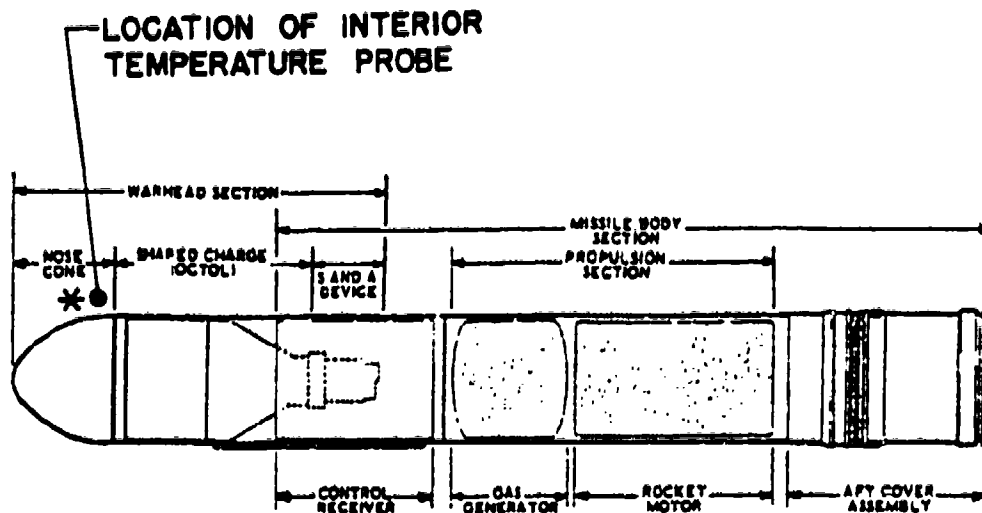 LOCATION OF INTERIOR
TEMPERATURE PROBE
WARHEAD SECTION
MISSILE BODY
SECTION
NOSE
CONE
SHAPED CHARGE
(OCTOL)
S AND A
DEVICE
PROPULSION
SECTION
CONTROL
RECEIVER
GAS
GENERATOR
ROCKET
MOTOR
AFT COVER
ASSEMBLY